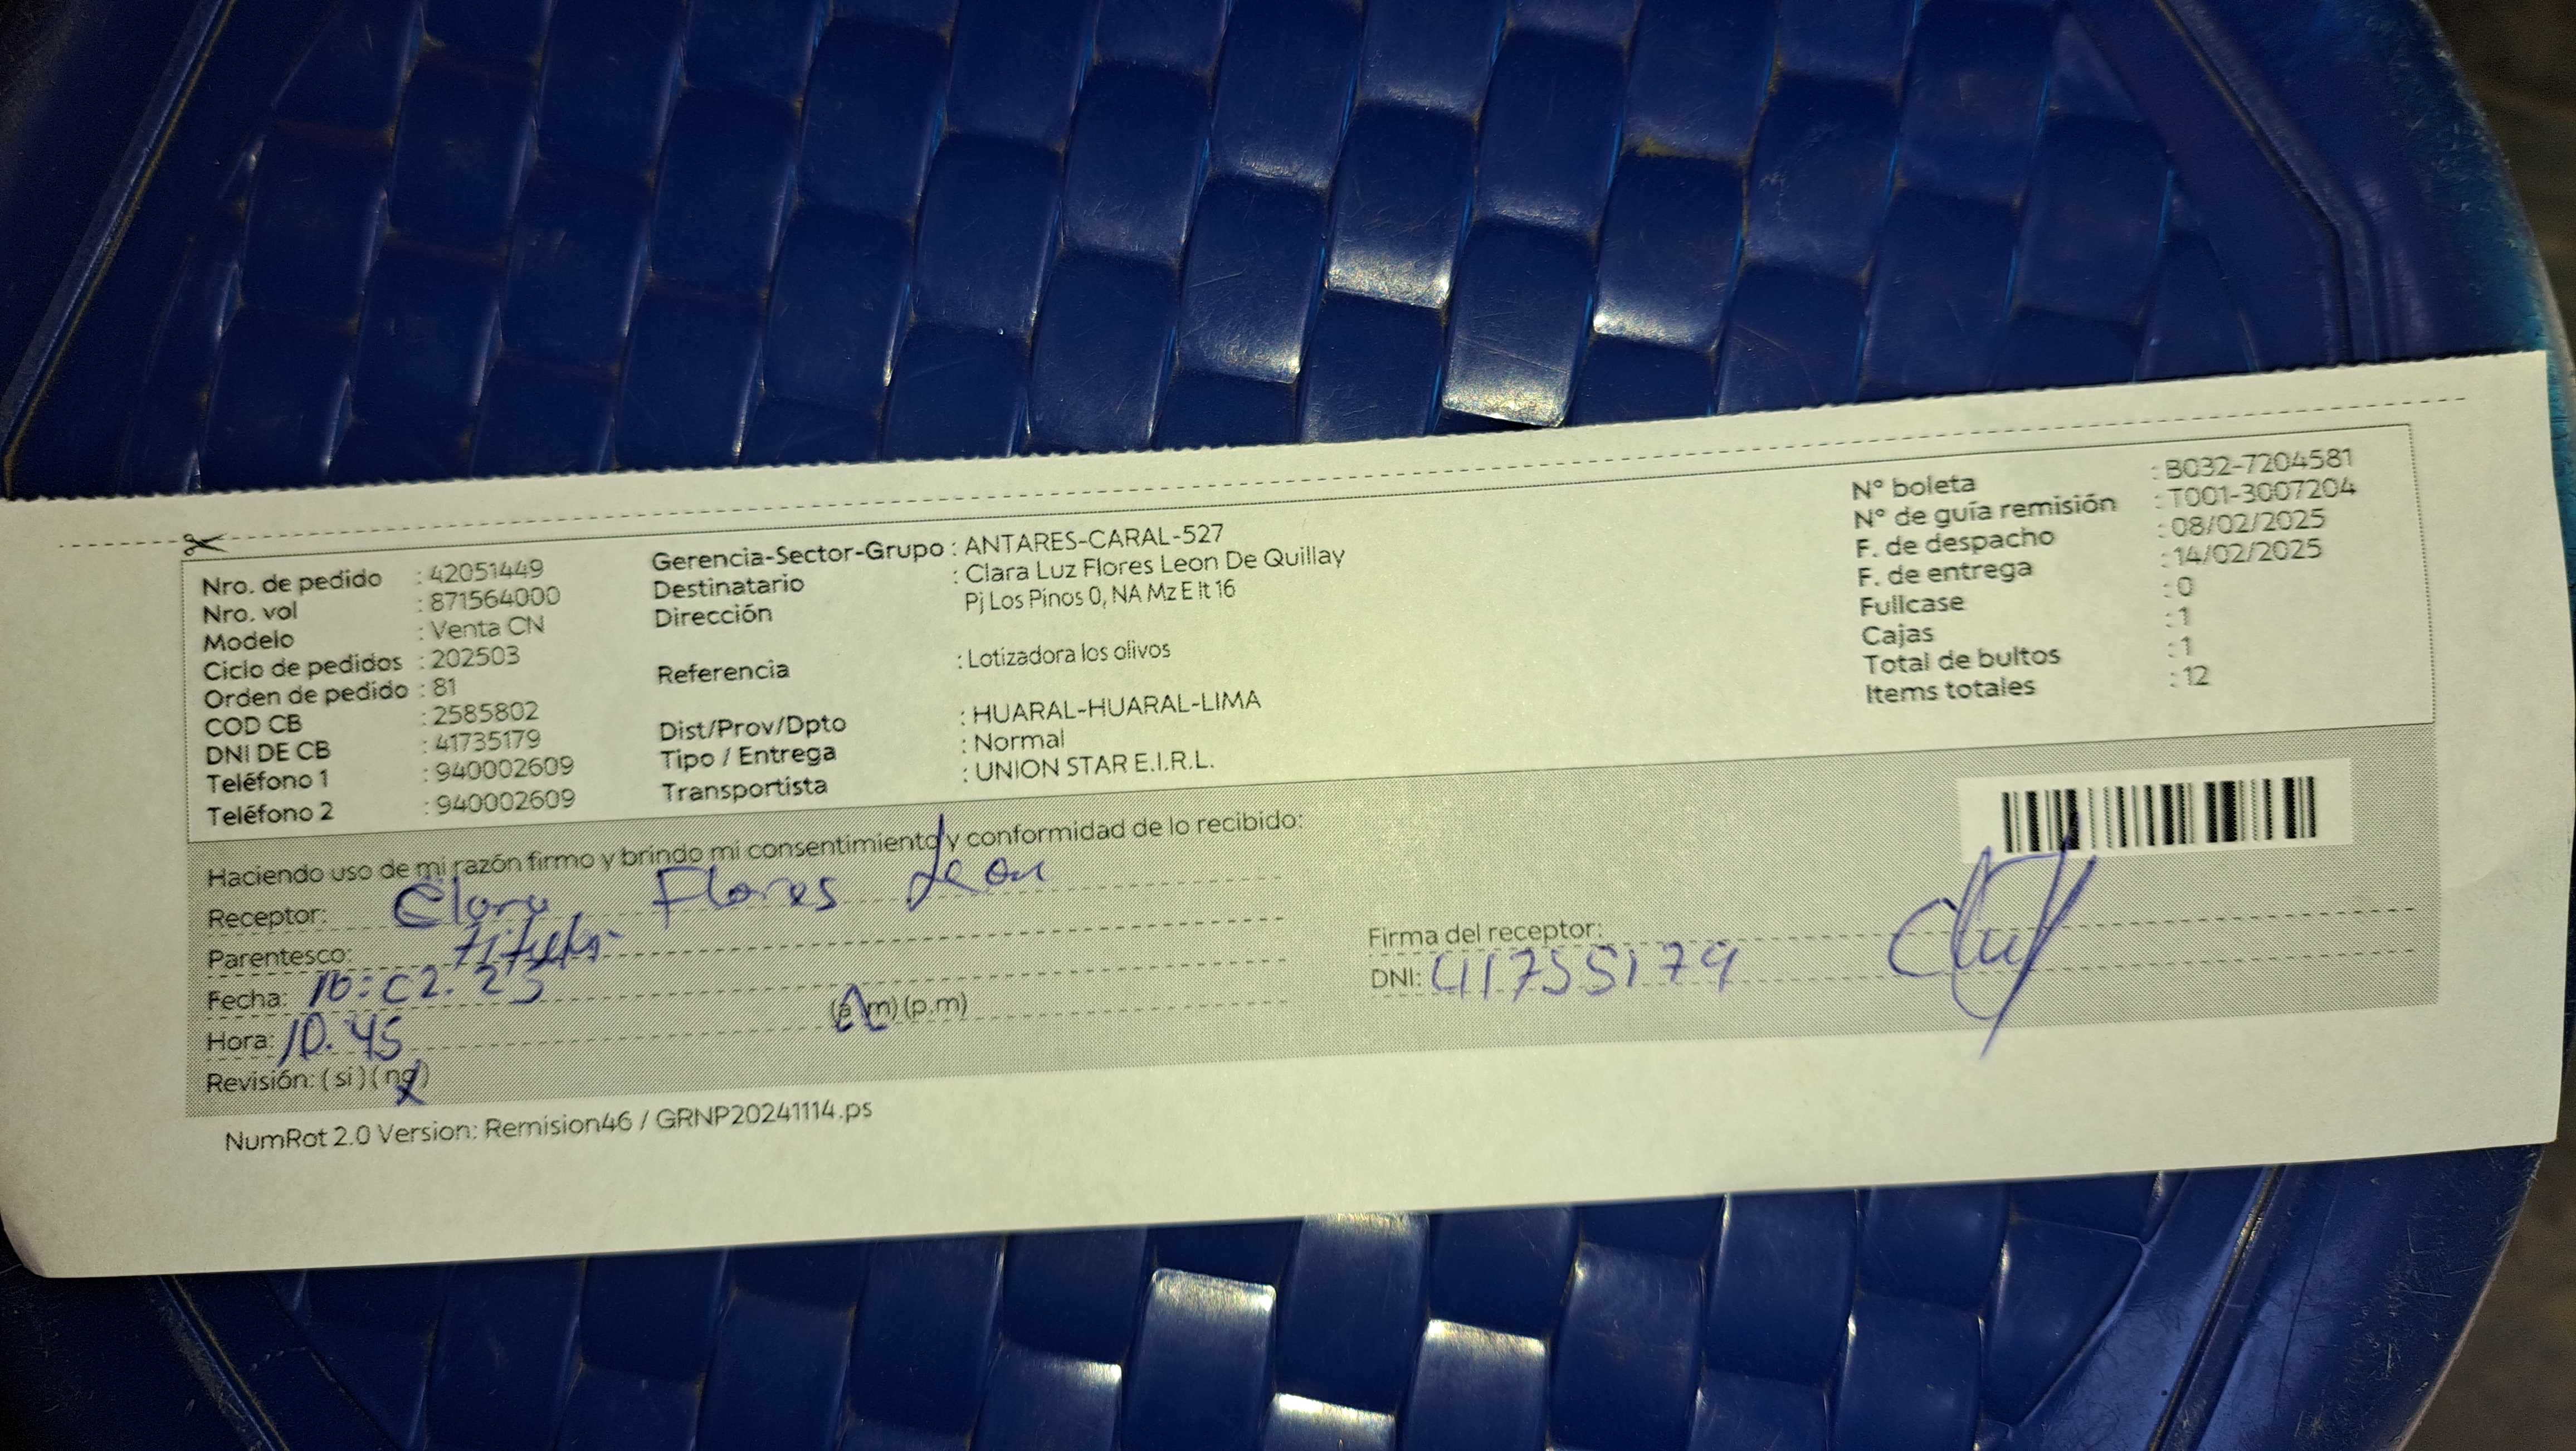 Nro. de pedido : 42051449
Nro. vol : 871564000
Modelo : Venta CN
Ciclo de pedidos : 202503
Orden de pedido : 81
COD CB : 2585802
DNI DE CB : 41735179
Teléfono 1 : 940002609
Teléfono 2 : 940002609
Gerencia-Sector-Grupo : ANTARES-CARAL-527
Destinatario : Clara Luz Flores Leon De Quillay
Dirección Pj Los Pinos 0, NA Mz E lt 16
Referencia : Lotizadora los olivos
Dist/Prov/Dpto : HUARAL-HUARAL-LIMA
Tipo / Entrega : Normal
Transportista : UNION STAR E.I.R.L.
N° boleta : B032-7204581
N° de guía remisión : T001-3007204
F. de despacho : 08/02/2025
F. de entrega : 14/02/2025
Fullcase : 0
Cajas : 1
Total de bultos : 1
Items totales : 12
Haciendo uso de mi razón firmo y brindo mi consentimiento y conformidad de lo recibido:
Receptor: Clara Flores Leon
Parentesco: titular
Fecha:
Hora: 10.45 (a.m) (p.m)
Revisión: (si) (no)
Firma del receptor:
DNI: 41735179
NumRot 2.0 Version: Remision46 / GRNP20241114.ps